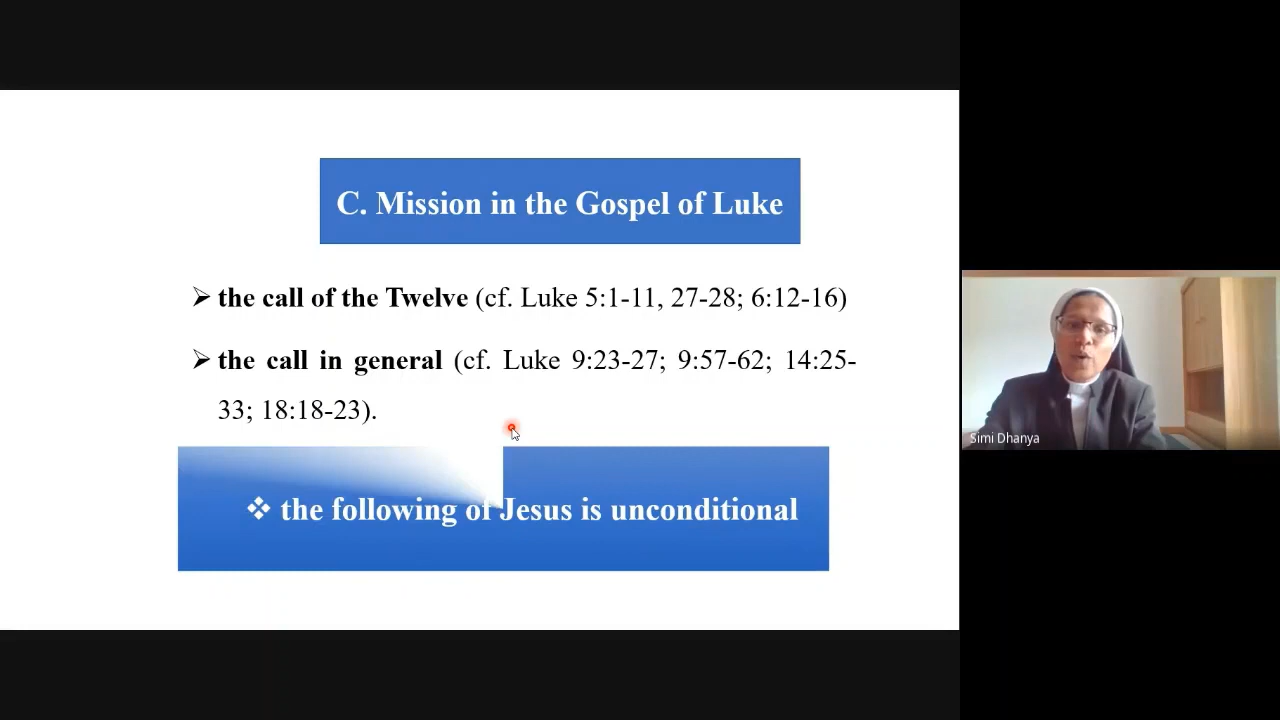 C. Mission in the Gospel of Luke
➢ the call of the Twelve (cf. Luke 5:1-11, 27-28; 6:12-16)
➢ the call in general (cf. Luke 9:23-27; 9:57-62; 14:25-
33; 18:18-23).
❖ the following of Jesus is unconditional
Simi Dhanya